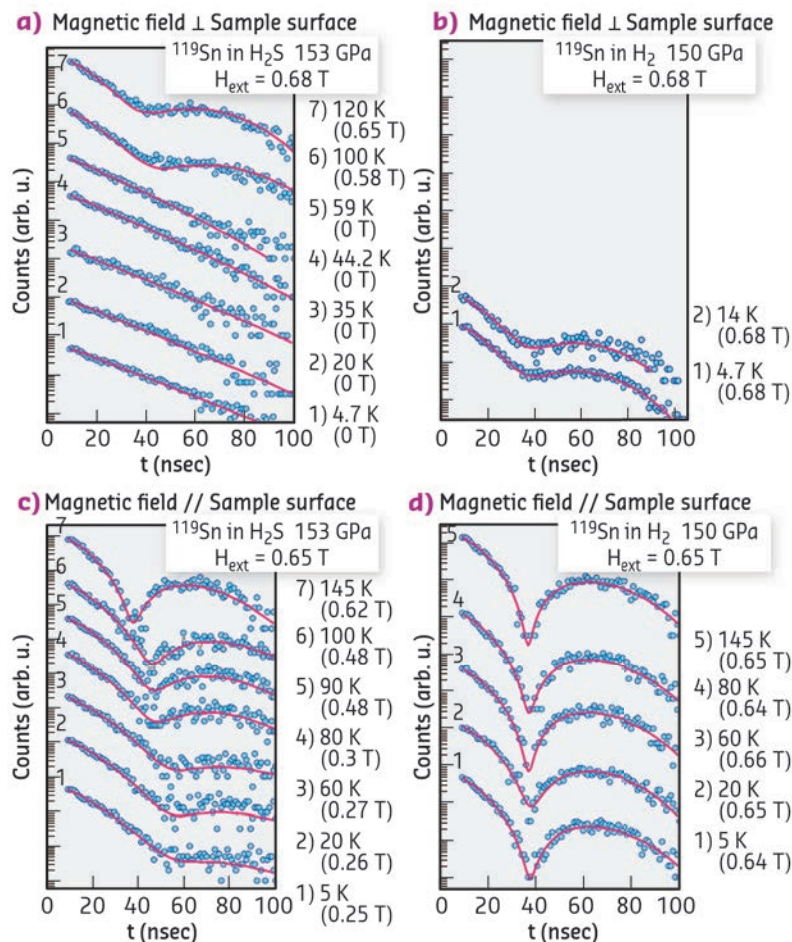 a) Magnetic field ⊥ Sample surface
¹¹⁹Sn in H₂S 153 GPa
Hₑₓₜ = 0.68 T
7
6
5
4
3
2
1
7) 120 K
(0.65 T)
6) 100 K
(0.58 T)
5) 59 K
(0 T)
4) 44.2 K
(0 T)
3) 35 K
(0 T)
2) 20 K
(0 T)
1) 4.7 K
(0 T)
Counts (arb. u.)
0 20 40 60 80 100
t (nsec)
b) Magnetic field ⊥ Sample surface
¹¹⁹Sn in H₂ 150 GPa
Hₑₓₜ = 0.68 T
2
1
2) 14 K
(0.68 T)
1) 4.7 K
(0.68 T)
Counts (arb. u.)
0 20 40 60 80 100
t (nsec)
c) Magnetic field // Sample surface
¹¹⁹Sn in H₂S 153 GPa
Hₑₓₜ = 0.65 T
7
6
5
4
3
2
1
7) 145 K
(0.62 T)
6) 100 K
(0.48 T)
5) 90 K
(0.48 T)
4) 80 K
(0.3 T)
3) 60 K
(0.27 T)
2) 20 K
(0.26 T)
1) 5 K
(0.25 T)
Counts (arb. u.)
0 20 40 60 80 100
t (nsec)
d) Magnetic field // Sample surface
¹¹⁹Sn in H₂ 150 GPa
Hₑₓₜ = 0.65 T
5
4
3
2
1
5) 145 K
(0.65 T)
4) 80 K
(0.64 T)
3) 60 K
(0.66 T)
2) 20 K
(0.65 T)
1) 5 K
(0.64 T)
Counts (arb. u.)
0 20 40 60 80 100
t (nsec)